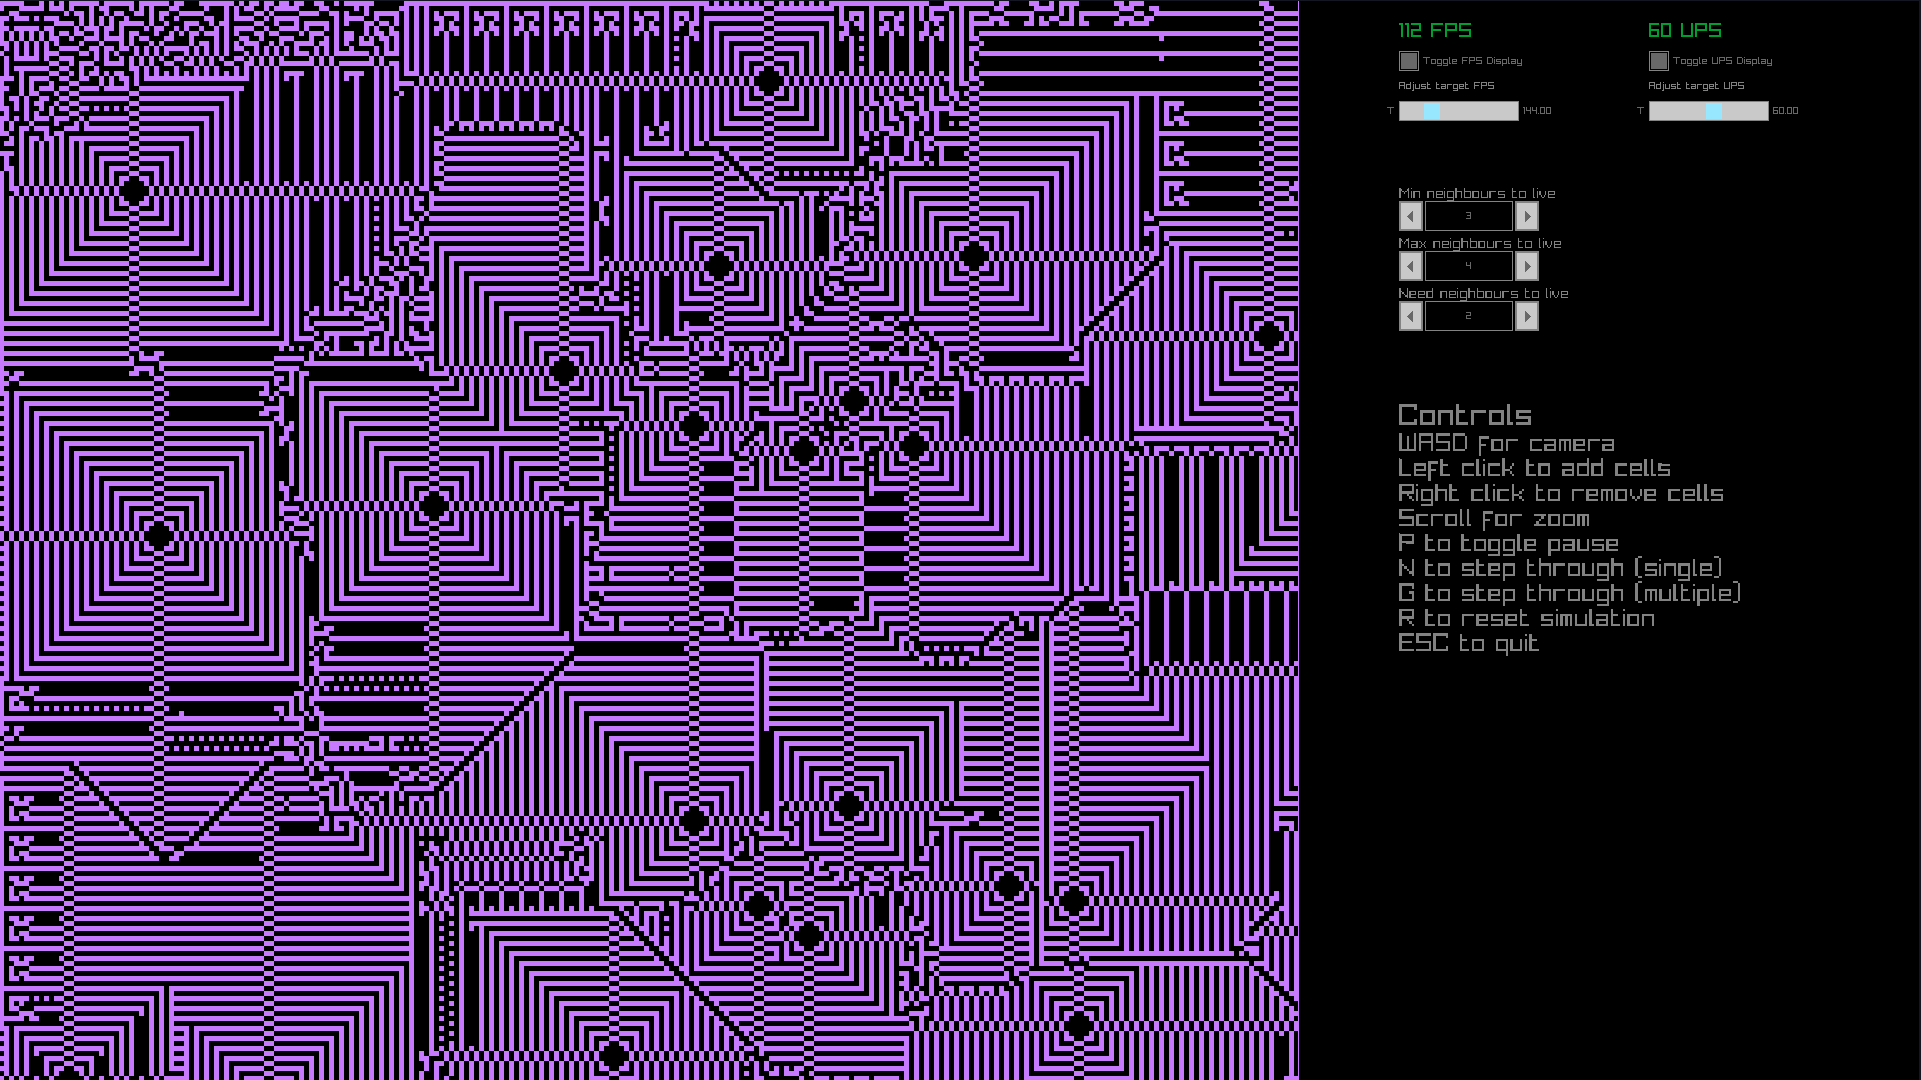 112 FPS
60 UPS
Toggle FPS Display
Toggle UPS Display
Adjust target FPS
Adjust target UPS
T 144.00
T 60.00
Min neighbours to live
3
Max neighbours to live
4
Need neighbours to live
2
Controls
WASD for camera
Left click to add cells
Right click to remove cells
Scroll for zoom
P to toggle pause
N to step through (single)
G to step through (multiple)
R to reset simulation
ESC to quit